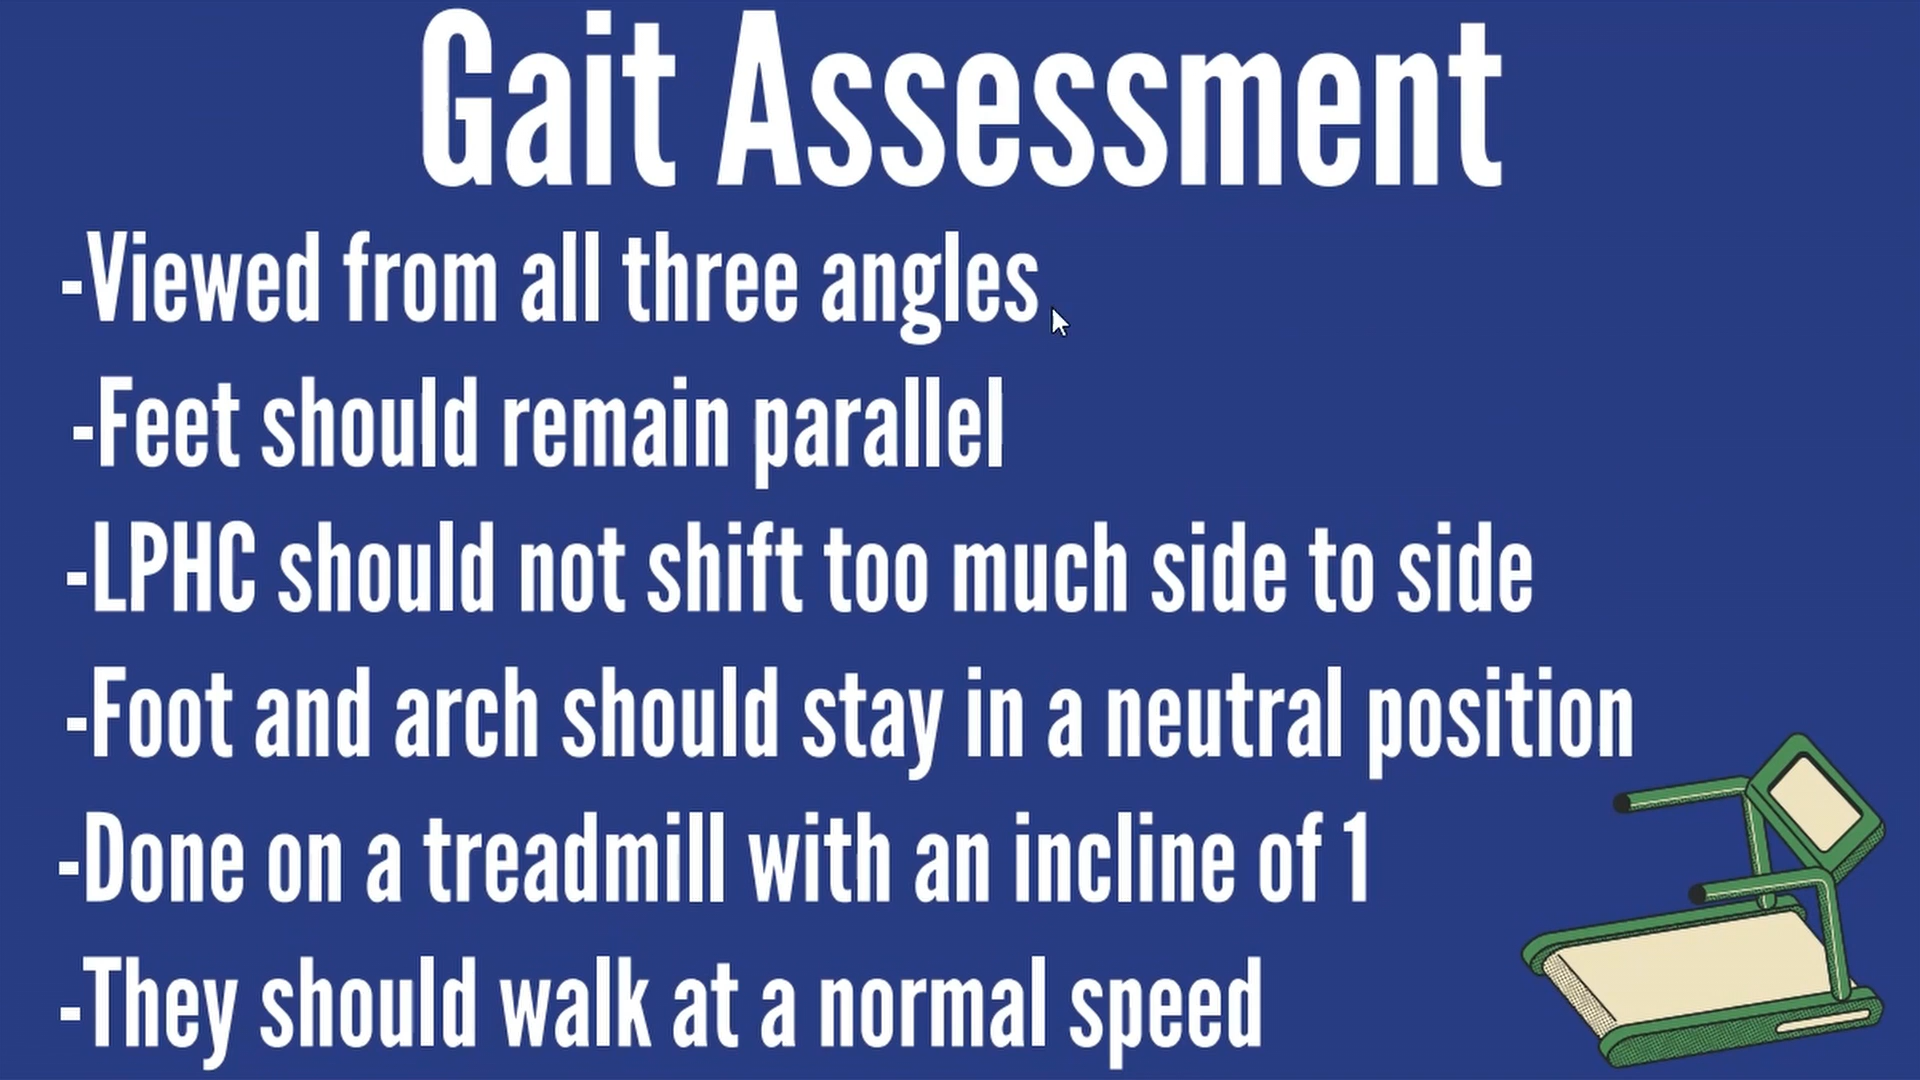 Gait Assessment
-Viewed from all three angles
-Feet should remain parallel
-LPHC should not shift too much side to side
-Foot and arch should stay in a neutral position
-Done on a treadmill with an incline of 1
-They should walk at a normal speed